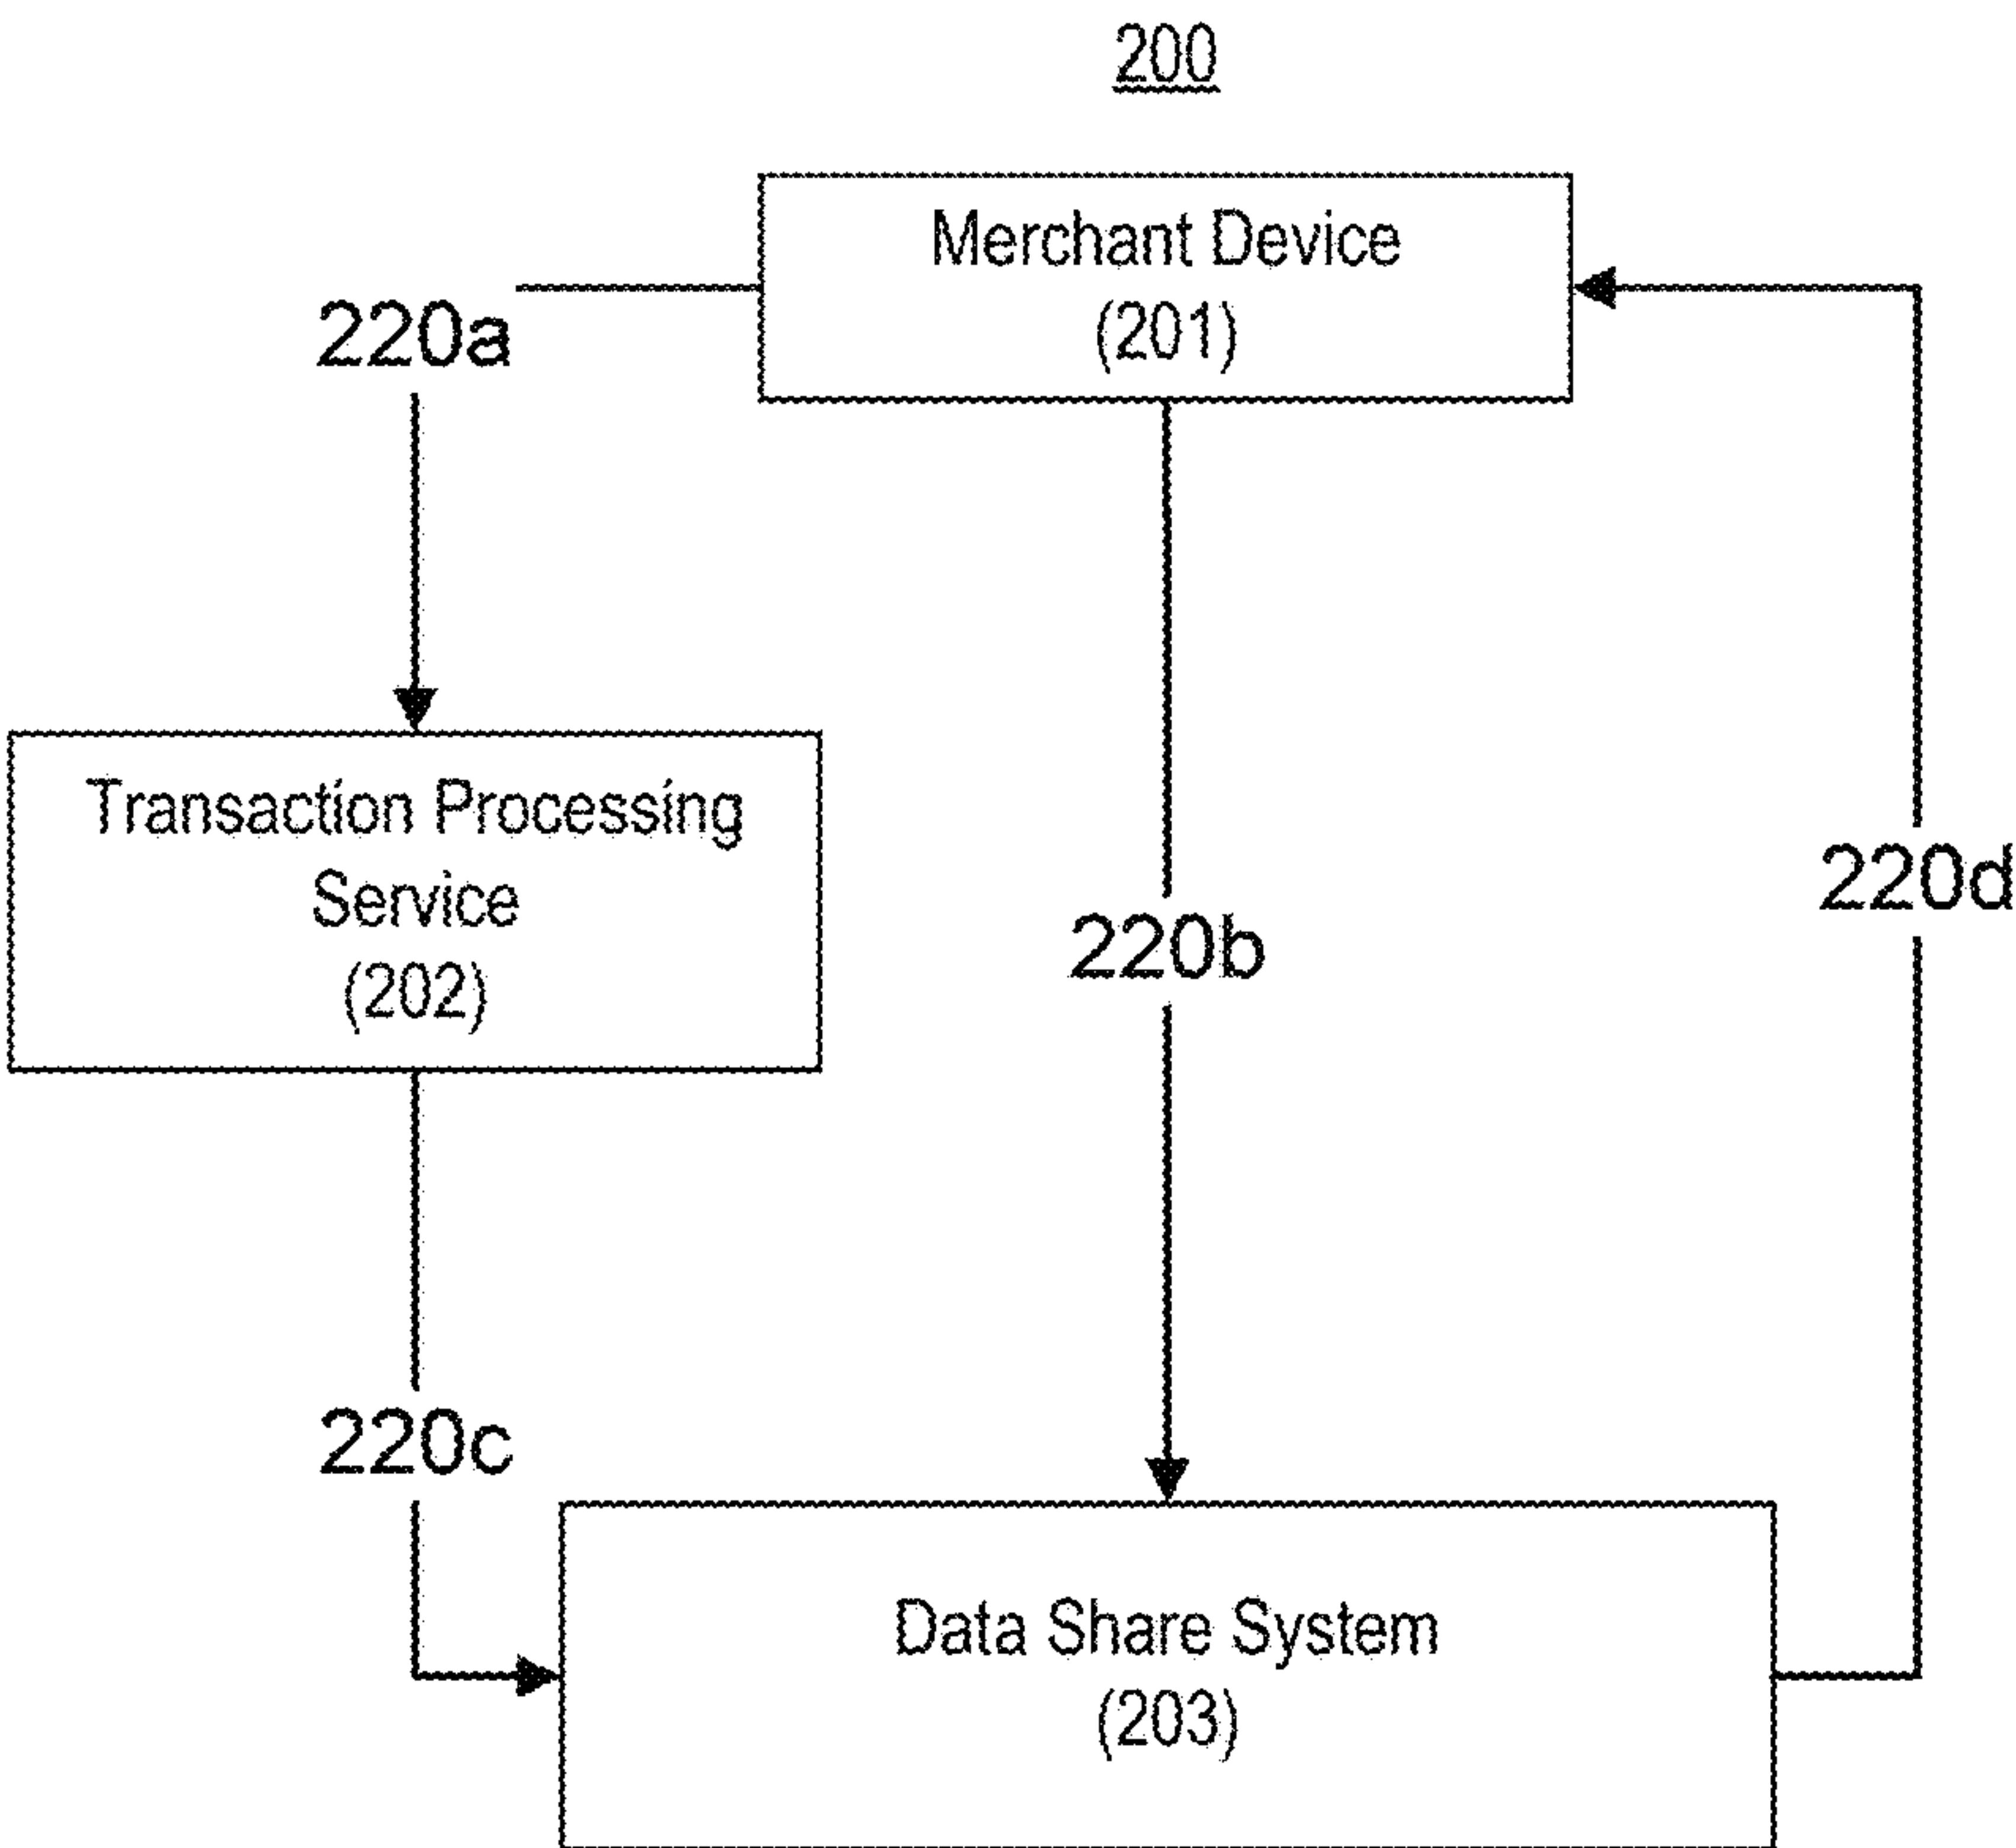 200
Merchant Device
(201)
220a
Transaction Processing
Service
(202)
220b
220d
220c
Data Share System
(203)